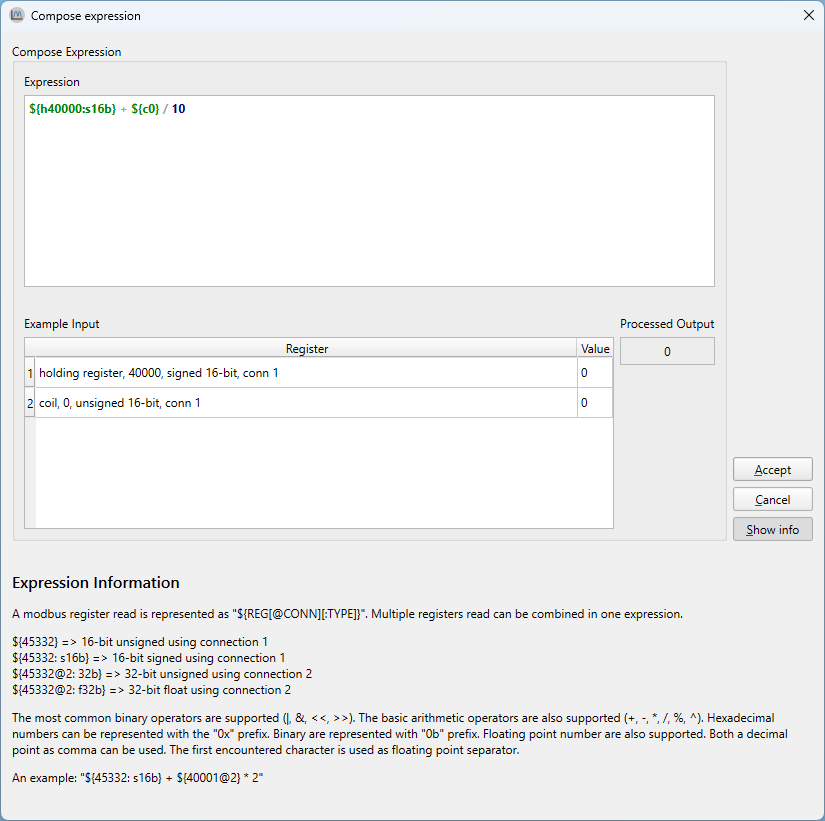 Compose expression
Compose Expression
Expression
${h40000:s16b} + ${c0} / 10
Example Input
Processed Output
Register Value
0
1 holding register, 40000, signed 16-bit, conn 1 0
2 coil, 0, unsigned 16-bit, conn 1 0
Accept
Cancel
Show info
Expression Information
A modbus register read is represented as "${REG[@CONN][:TYPE]}". Multiple registers read can be combined in one expression.
${45332} => 16-bit unsigned using connection 1
${45332: s16b} => 16-bit signed using connection 1
${45332@2: 32b} => 32-bit unsigned using connection 2
${45332@2: f32b} => 32-bit float using connection 2
The most common binary operators are supported (|, &, <<, >>). The basic arithmetic operators are also supported (+, -, *, /, %, ^). Hexadecimal
numbers can be represented with the "0x" prefix. Binary are represented with "0b" prefix. Floating point number are also supported. Both a decimal
point as comma can be used. The first encountered character is used as floating point separator.
An example: "${45332: s16b} + ${40001@2} * 2"